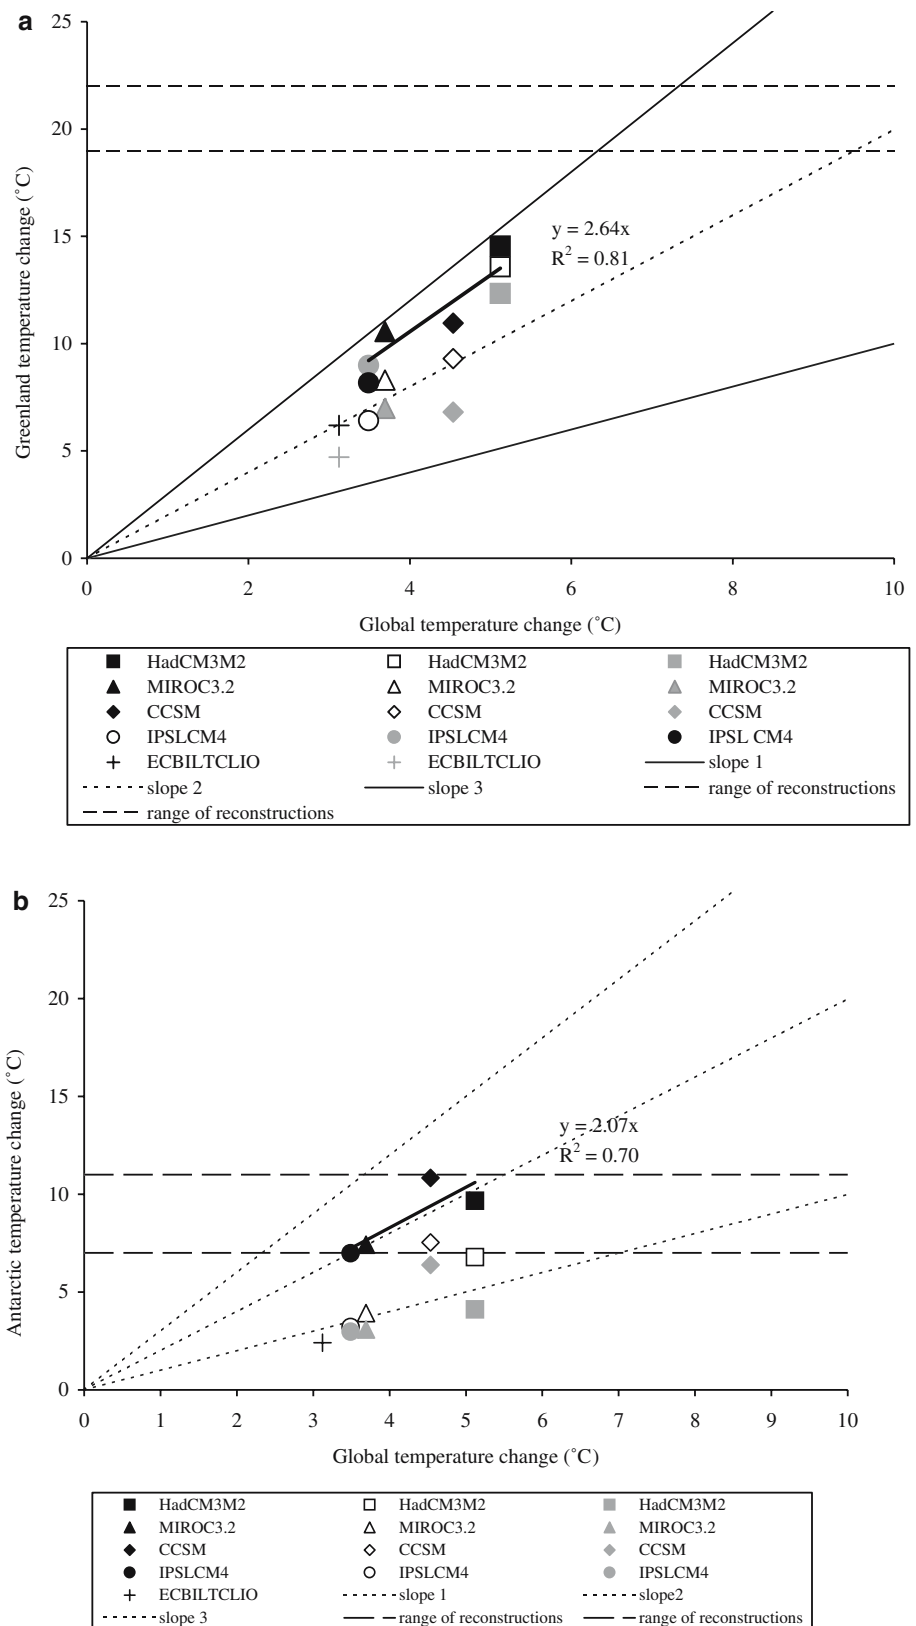 a
25
20
15
10
5
0
Greenland temperature change (˚C)
y = 2.64x
R² = 0.81
0 2 4 6 8 10
Global temperature change (˚C)
HadCM3M2 HadCM3M2 HadCM3M2
MIROC3.2 MIROC3.2 MIROC3.2
CCSM CCSM CCSM
IPSLCM4 IPSLCM4 IPSL CM4
ECBILTCLIO ECBILTCLIO slope 1
slope 2 slope 3 range of reconstructions
range of reconstructions
b
25
20
15
10
5
0
Antarctic temperature change (˚C)
y = 2.07x
R² = 0.70
0 1 2 3 4 5 6 7 8 9 10
Global temperature change (˚C)
HadCM3M2 HadCM3M2 HadCM3M2
MIROC3.2 MIROC3.2 MIROC3.2
CCSM CCSM CCSM
IPSLCM4 IPSLCM4 IPSLCM4
ECBILTCLIO slope 1 slope2
slope 3 range of reconstructions range of reconstructions